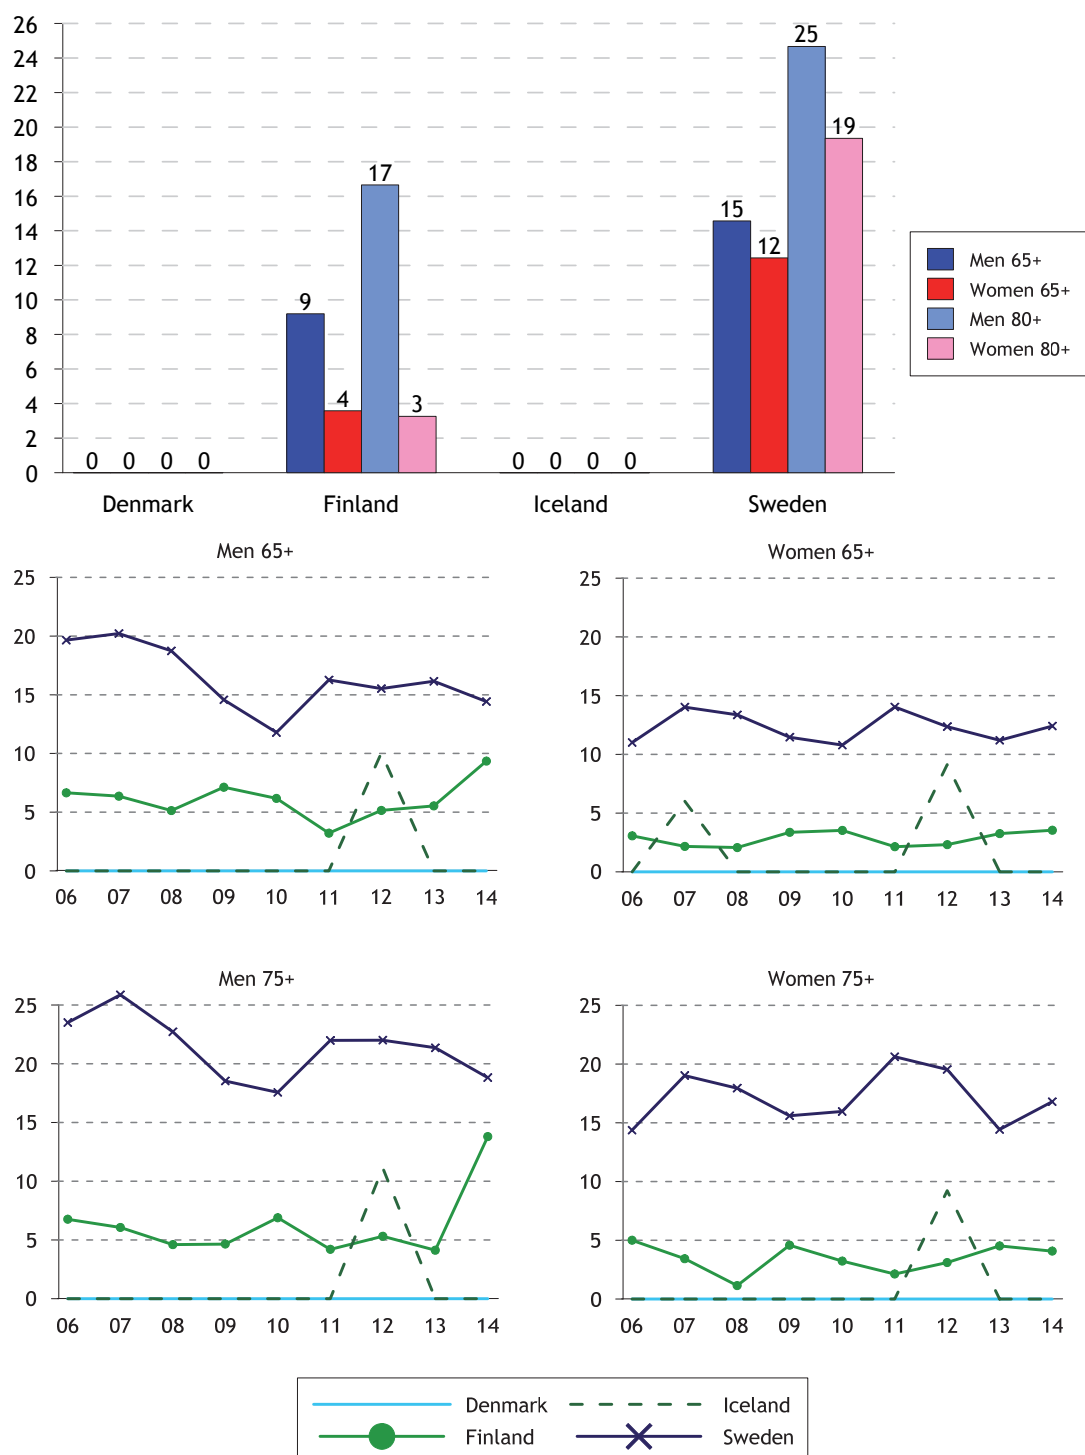 26
24
22
20
18
16
14
12
10
8
6
4
2
0
0 0 0 0
9 4 17 3
0 0 0 0
15 12 25 19
Denmark Finland Iceland Sweden
Men 65+
Women 65+
Men 80+
Women 80+
Men 65+
25
20
15
10
5
0
06 07 08 09 10 11 12 13 14
Women 65+
25
20
15
10
5
0
06 07 08 09 10 11 12 13 14
Men 75+
25
20
15
10
5
0
06 07 08 09 10 11 12 13 14
Women 75+
25
20
15
10
5
0
06 07 08 09 10 11 12 13 14
Denmark Iceland
Finland Sweden